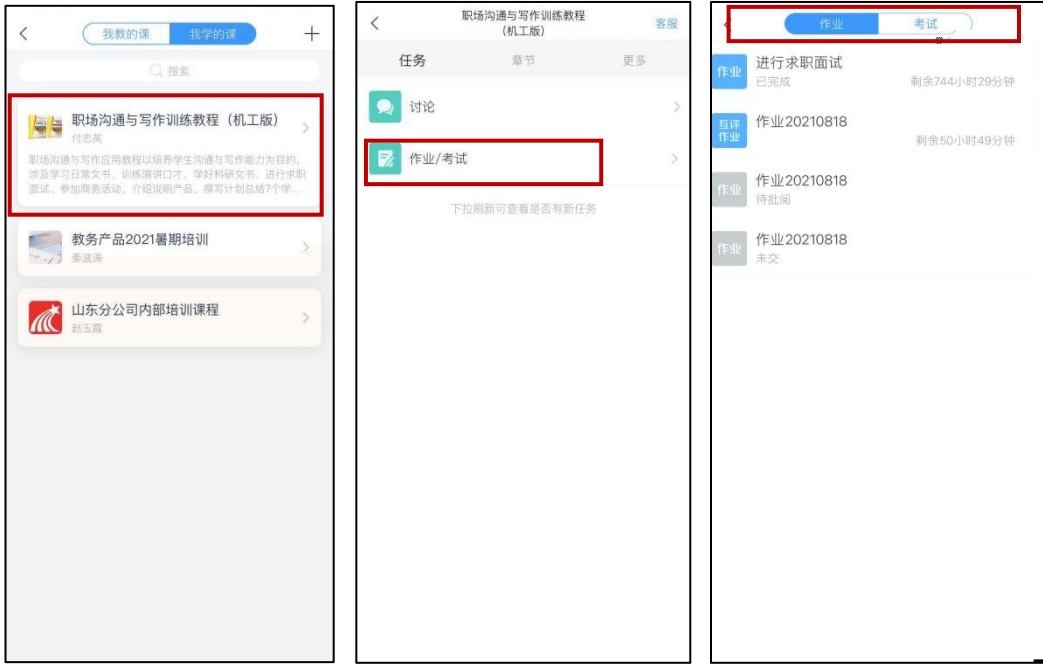 我教的课 我学的课
搜索
职场沟通与写作训练教程（机工版）
付忠英
职场沟通与写作应用教程以培养学生沟通与写作能力为目的，
涉及学习日常文书、训练演讲口才、学好科研文书、进行求职
面试、参加商务活动、介绍说明产品、撰写计划总结7个学...
教务产品2021暑期培训
秦波涛
山东分公司内部培训课程
赵玉霞
职场沟通与写作训练教程
（机工版）
客服
任务 章节 更多
讨论
作业/考试
下拉刷新可查看是否有新任务
作业 考试
作业
进行求职面试
已完成 剩余744小时29分钟
互评
作业
作业20210818
剩余50小时49分钟
作业
作业20210818
待批阅
作业
作业20210818
未交